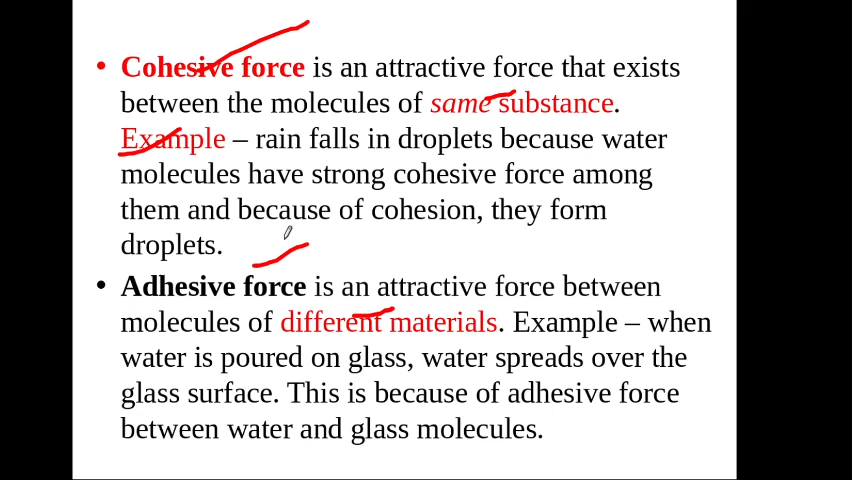 • Cohesive force is an attractive force that exists
between the molecules of same substance.
Example – rain falls in droplets because water
molecules have strong cohesive force among
them and because of cohesion, they form
droplets.
• Adhesive force is an attractive force between
molecules of different materials. Example – when
water is poured on glass, water spreads over the
glass surface. This is because of adhesive force
between water and glass molecules.